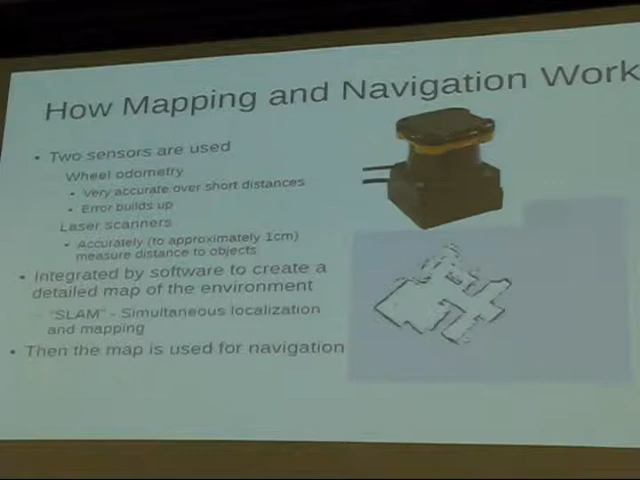 How Mapping and Navigation Work
• Two sensors are used
Wheel odometry
• Very accurate over short distances
• Error builds up
Laser scanners
• Accurately (to approximately 1cm)
measure distance to objects
• Integrated by software to create a
detailed map of the environment
– "SLAM" - Simultaneous localization
and mapping
• Then the map is used for navigation